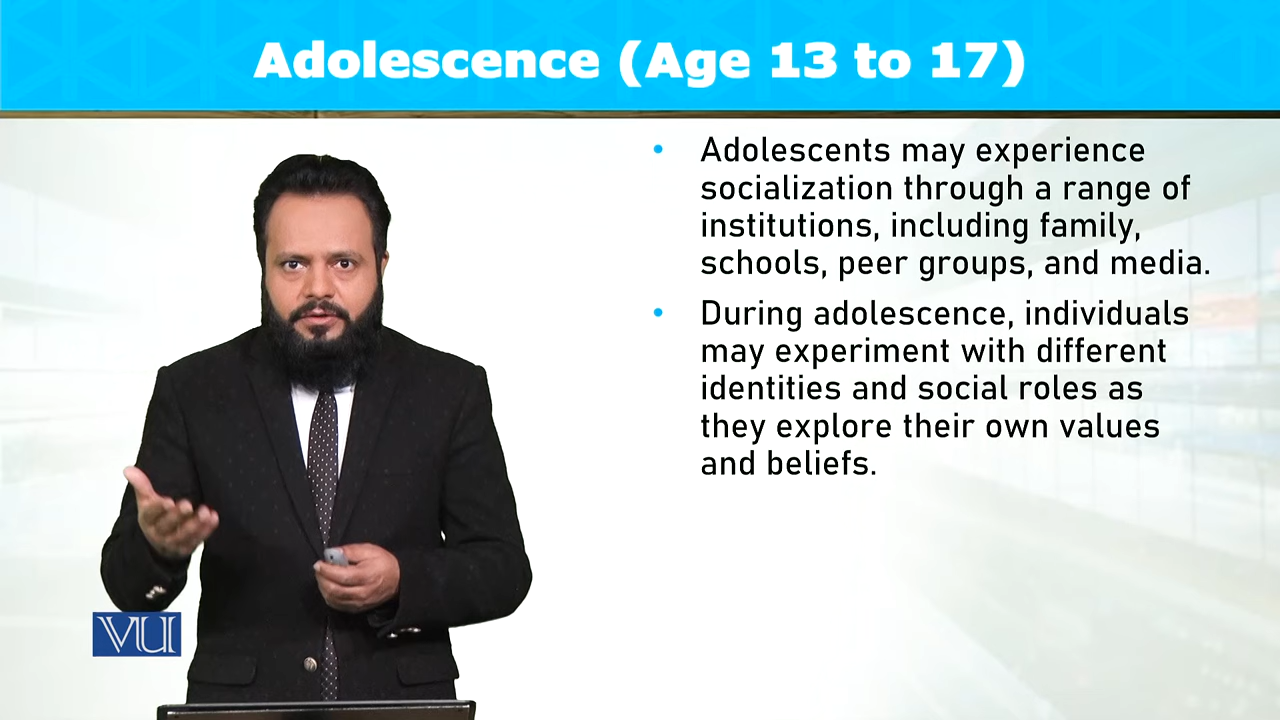 Adolescence (Age 13 to 17)
• Adolescents may experience
socialization through a range of
institutions, including family,
schools, peer groups, and media.
• During adolescence, individuals
may experiment with different
identities and social roles as
they explore their own values
and beliefs.
VU